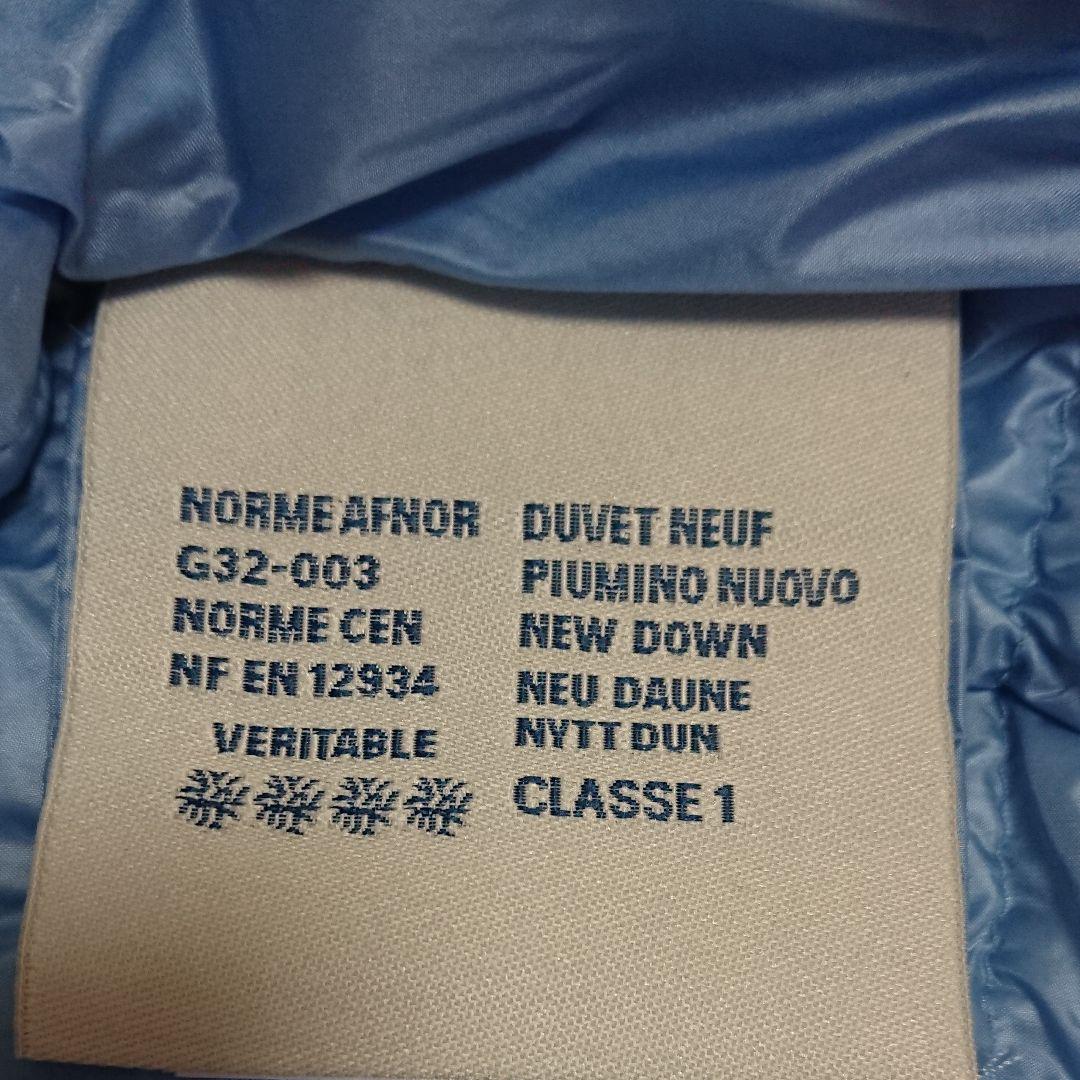 NORME AFNOR
G32-003
NORME CEN
NF EN 12934
VERITABLE
DUVET NEUF
PIUMINO NUOVO
NEW DOWN
NEU DAUNE
NYTT DUN
CLASSE 1